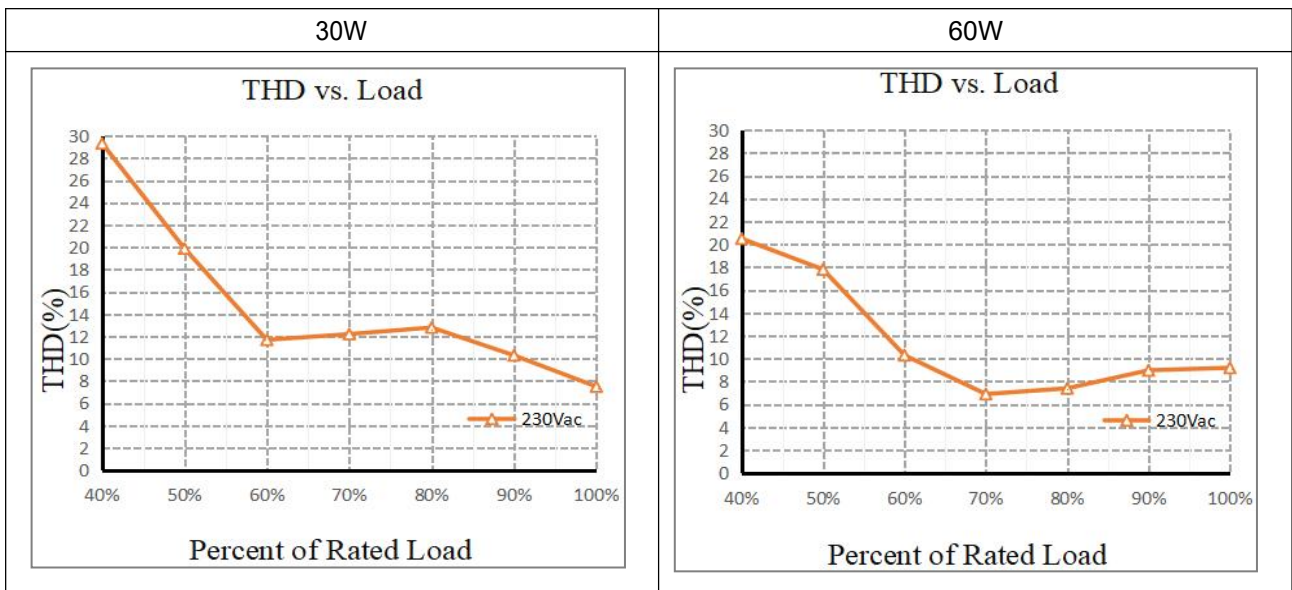 30W
60W
THD vs. Load
30
28
26
24
22
20
18
16
14
12
10
8
6
4
2
0
THD(%)
230Vac
40% 50% 60% 70% 80% 90% 100%
Percent of Rated Load
THD vs. Load
30
28
26
24
22
20
18
16
14
12
10
8
6
4
2
0
THD(%)
230Vac
40% 50% 60% 70% 80% 90% 100%
Percent of Rated Load